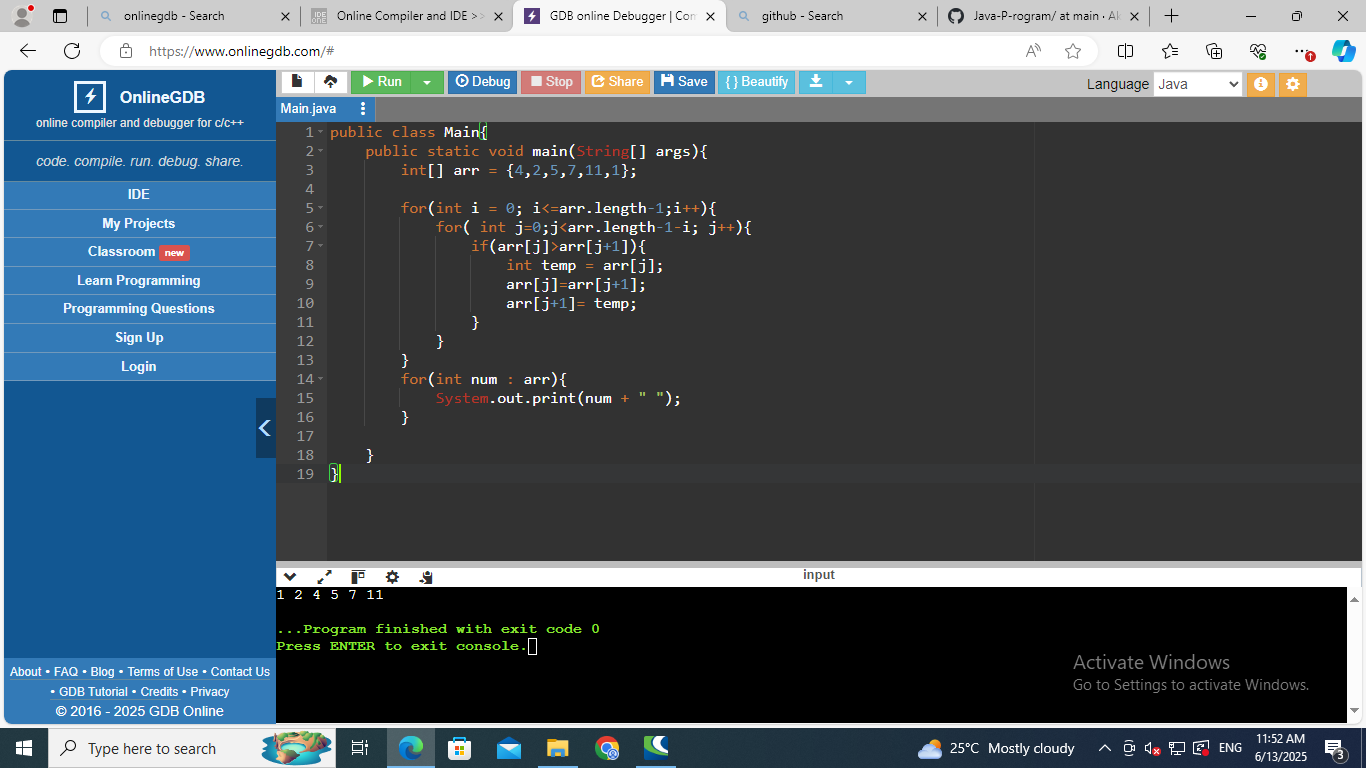 onlinegdb - Search
Online Compiler and IDE >>
GDB online Debugger | Con
github - Search
Java-P-rogram/ at main · Al
https://www.onlinegdb.com/#
OnlineGDB
online compiler and debugger for c/c++
code. compile. run. debug. share.
IDE
My Projects
Classroom new
Learn Programming
Programming Questions
Sign Up
Login
About • FAQ • Blog • Terms of Use • Contact Us
• GDB Tutorial • Credits • Privacy
© 2016 - 2025 GDB Online
Run Debug Stop Share Save { } Beautify
Language Java
Main.java
1 public class Main{
2 public static void main(String[] args){
3 int[] arr = {4,2,5,7,11,1};
4
5 for(int i = 0; i<=arr.length-1;i++){
6 for( int j=0;j<arr.length-1-i; j++){
7 if(arr[j]>arr[j+1]){
8 int temp = arr[j];
9 arr[j]=arr[j+1];
10 arr[j+1]= temp;
11 }
12 }
13 }
14 for(int num : arr){
15 System.out.print(num + " ");
16 }
17
18 }
19 }
input
1 2 4 5 7 11
...Program finished with exit code 0
Press ENTER to exit console.
Activate Windows
Go to Settings to activate Windows.
Type here to search
25°C Mostly cloudy
ENG
11:52 AM
6/13/2025
3